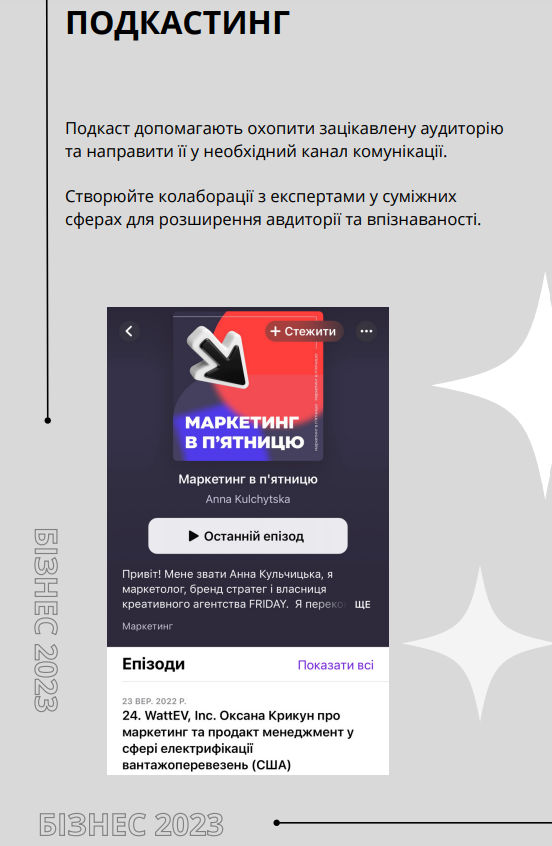 ПОДКАСТИНГ
Подкаст допомагають охопити зацікавлену аудиторію
та направити її у необхідний канал комунікації.
Створюйте колаборації з експертами у суміжних
сферах для розширення авдиторії та впізнаваності.
+ Стежити
МАРКЕТИНГ
В П'ЯТНИЦЮ
Маркетинг в п'ятницю
Anna Kulchytska
Останній епізод
Привіт! Мене звати Анна Кульчицька, я
маркетолог, бренд стратег і власниця
креативного агентства FRIDAY. Я переко
ЩЕ
Маркетинг
Епізоди
Показати всі
23 ВЕР. 2022 Р.
24. WattEV, Inc. Оксана Крикун про
маркетинг та продакт менеджмент у
сфері електрифікації
вантажоперевезень (США)
БІЗНЕС 2023
БІЗНЕС 2023